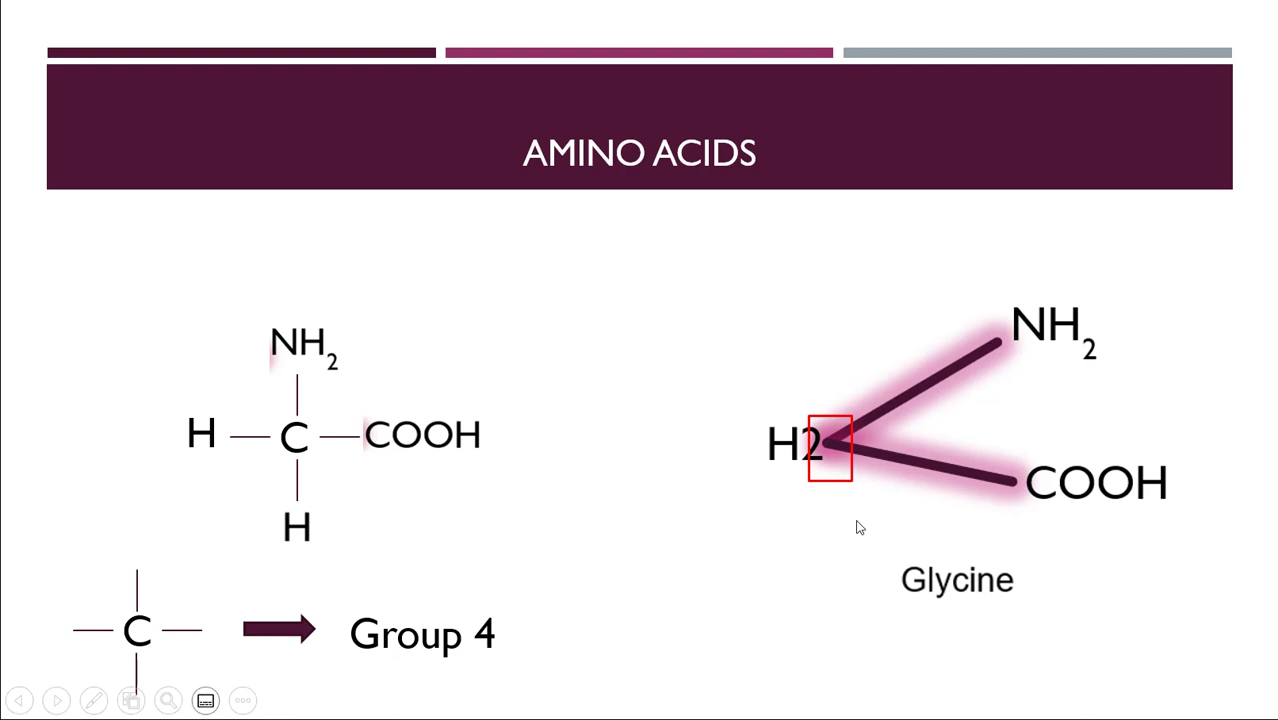 AMINO ACIDS
NH2
H C COOH
H
C Group 4
NH2
H2
COOH
Glycine